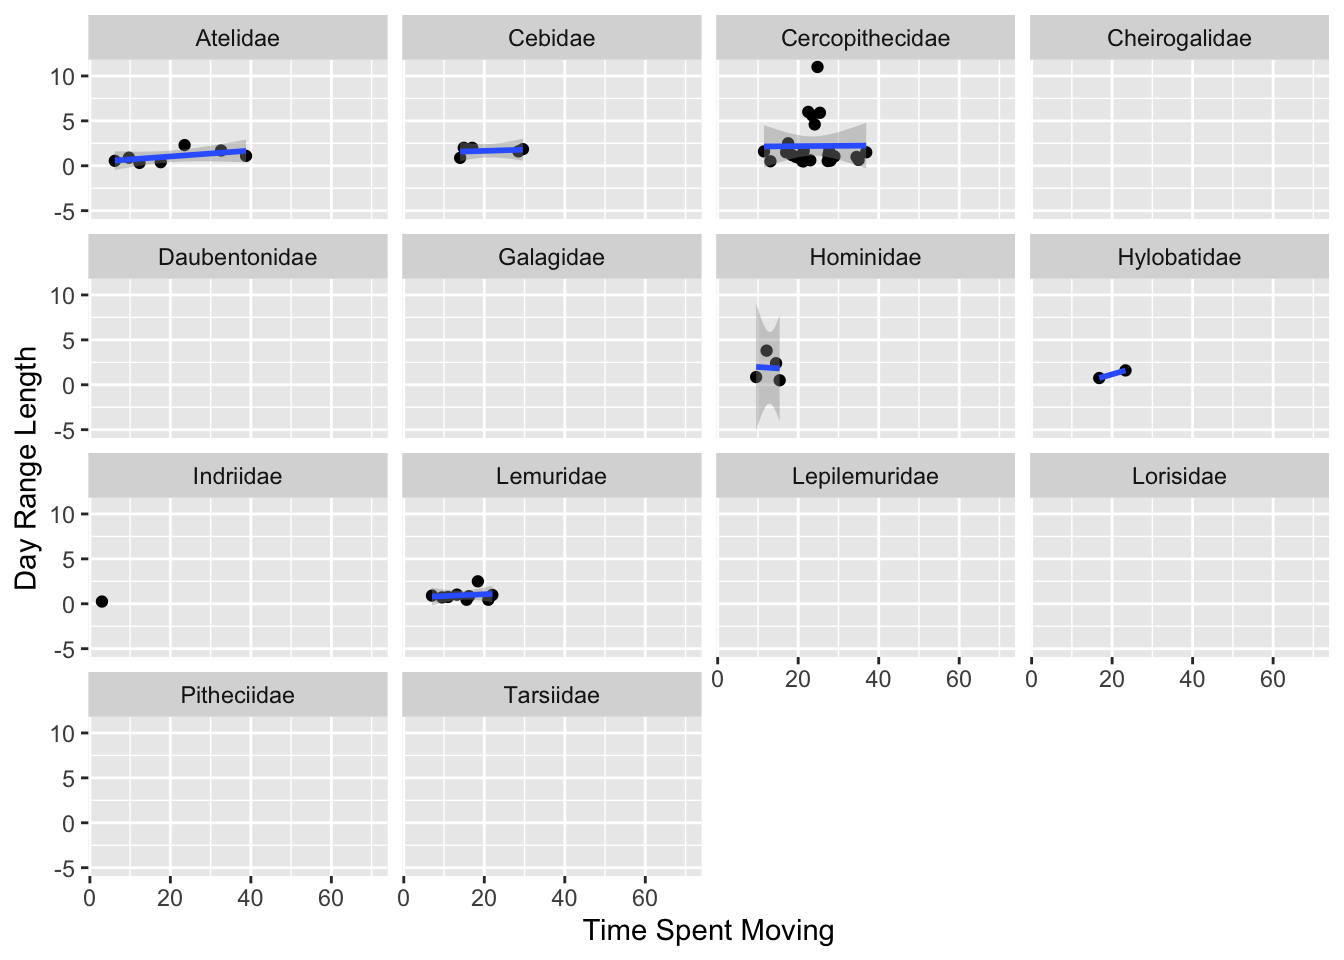 Atelidae Cebidae Cercopithecidae Cheirogalidae
10
5
0
-5
Daubentonidae Galagidae Hominidae Hylobatidae
10
5
0
-5
Indriidae Lemuridae Lepilemuridae Lorisidae
10
5
0
-5
0 20 40 60 0 20 40 60
Pitheciidae Tarsiidae
10
5
0
-5
0 20 40 60 0 20 40 60
Time Spent Moving
Day Range Length